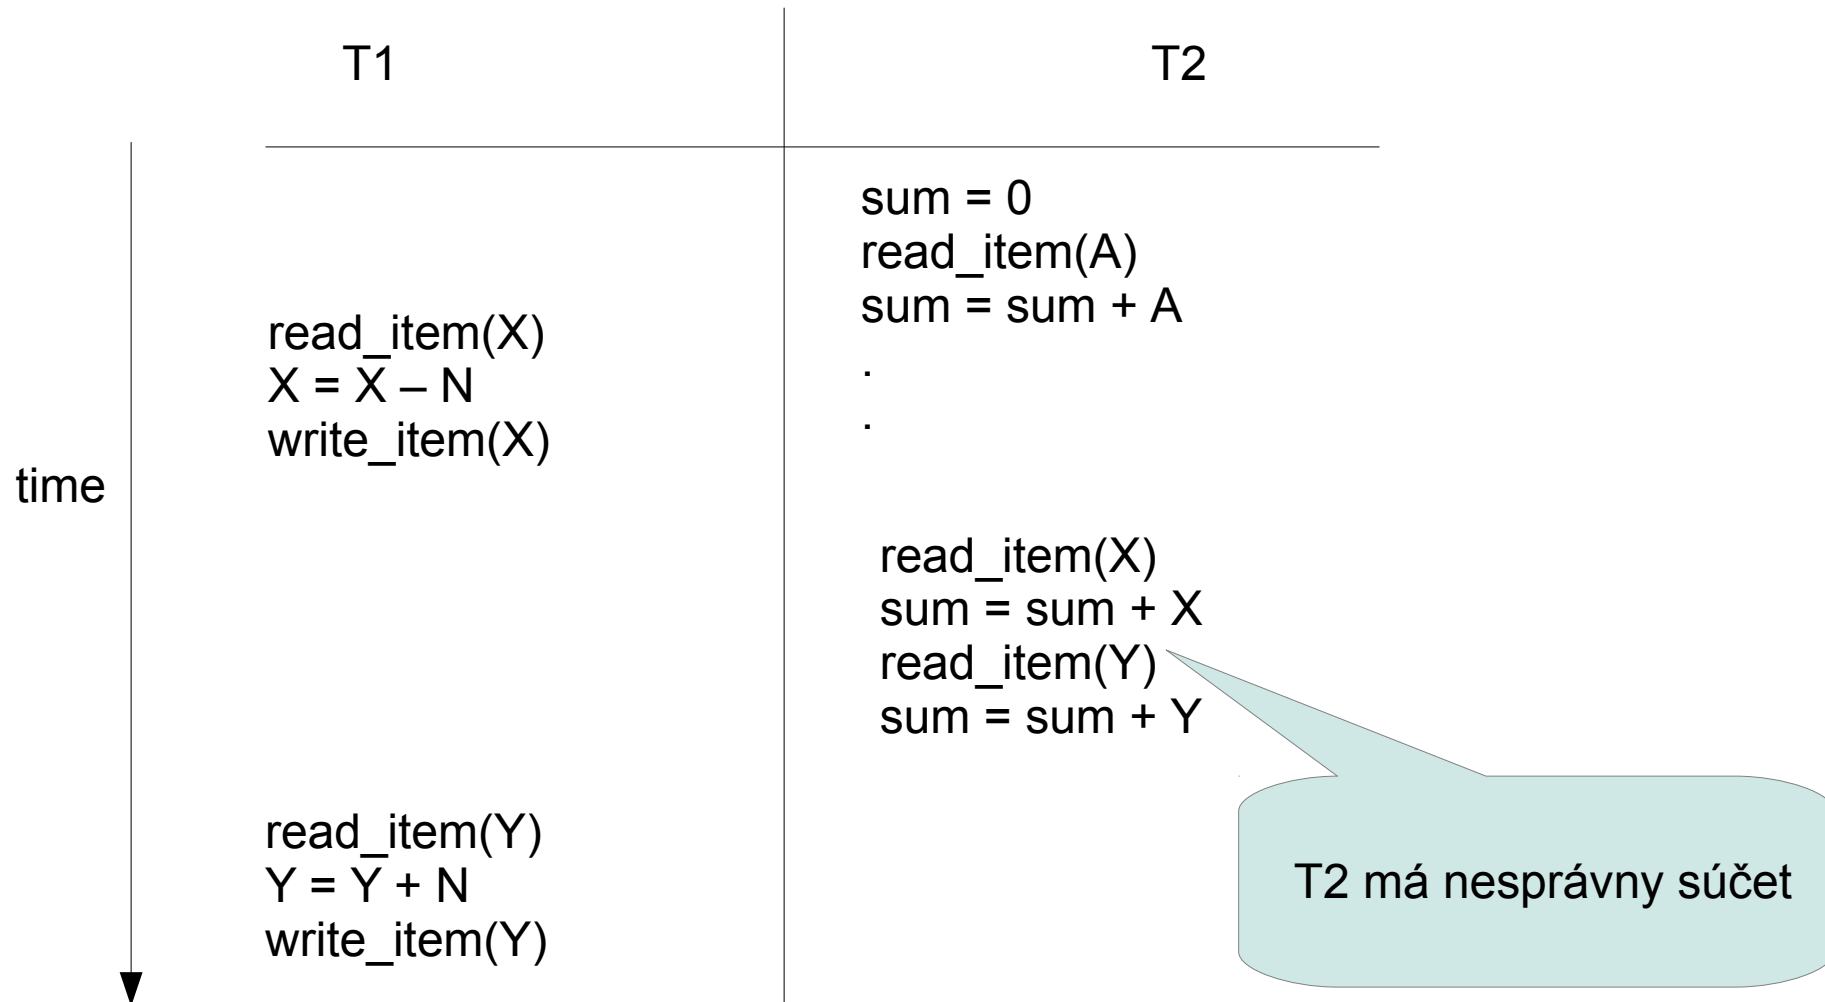 T1
T2
sum = 0
read_item(A)
sum = sum + A
.
.
read_item(X)
X = X – N
write_item(X)
time
read_item(X)
sum = sum + X
read_item(Y)
sum = sum + Y
read_item(Y)
Y = Y + N
write_item(Y)
T2 má nesprávny súčet